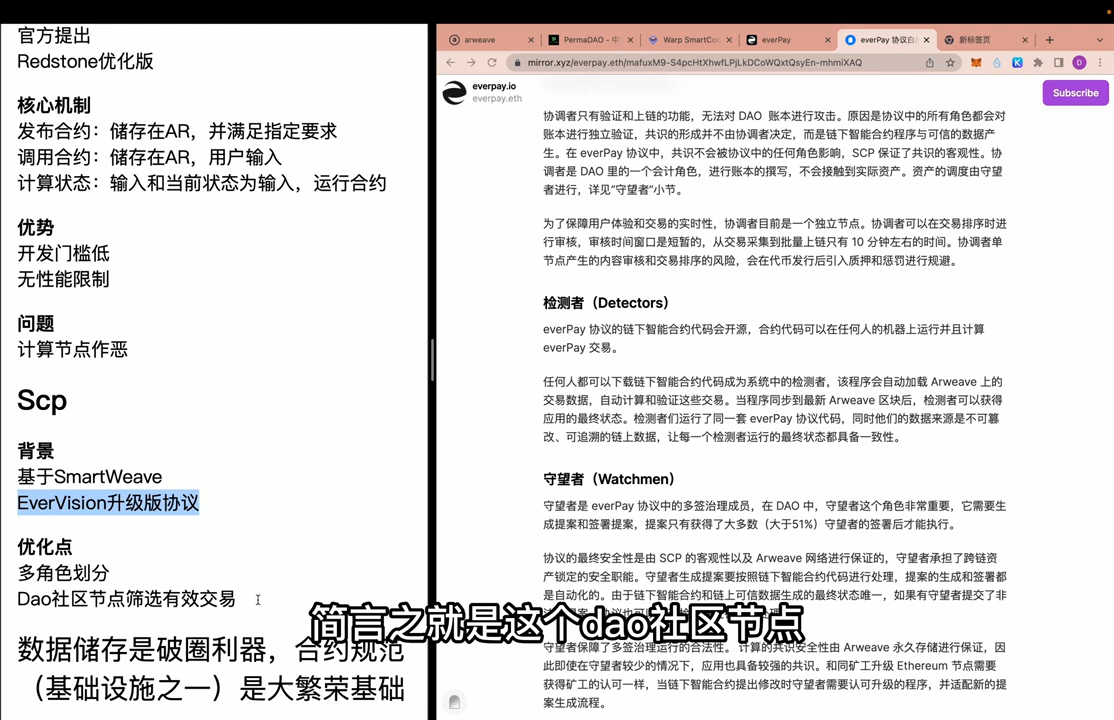 官方提出
Redstone优化版
核心机制
发布合约：储存在AR，并满足指定要求
调用合约：储存在AR，用户输入
计算状态：输入和当前状态为输入，运行合约
优势
开发门槛低
无性能限制
问题
计算节点作恶
Scp
背景
基于SmartWeave
EverVision升级版协议
优化点
多角色划分
Dao社区节点筛选有效交易
数据储存是破圈利器，合约规范
（基础设施之一）是大繁荣基础
arweave
PermaDAO - 中
Warp SmartCon
everPay
everPay 协议白
新标签页
mirror.xyz/everpay.eth/mafuxM9-S4pcHtXhwfLPjLkDCoWQxtQsyEn-mhmiXAQ
everpay.io
everpay.eth
Subscribe
协调者只有验证和上链的功能，无法对 DAO 账本进行攻击。原因是协议中的所有角色都会对
账本进行独立验证，共识的形成并不由协调者决定，而是链下智能合约程序与可信的数据产
生。在 everPay 协议中，共识不会被协议中的任何角色影响，SCP 保证了共识的客观性。协
调者是 DAO 里的一个会计角色，进行账本的撰写，不会接触到实际资产。资产的调度由守望
者进行，详见“守望者”小节。
为了保障用户体验和交易的实时性，协调者目前是一个独立节点。协调者可以在交易排序时进
行审核，审核时间窗口是短暂的，从交易采集到批量上链只有 10 分钟左右的时间。协调者单
节点产生的内容审核和交易排序的风险，会在代币发行后引入质押和惩罚进行规避。
检测者（Detectors）
everPay 协议的链下智能合约代码会开源，合约代码可以在任何人的机器上运行并且计算
everPay 交易。
任何人都可以下载链下智能合约代码成为系统中的检测者，该程序会自动加载 Arweave 上的
交易数据，自动计算和验证这些交易。当程序同步到最新 Arweave 区块后，检测者可以获得
应用的最终状态。检测者们运行了同一套 everPay 协议代码，同时他们的数据来源是不可篡
改、可追溯的链上数据，让每一个检测者运行的最终状态都具备一致性。
守望者（Watchmen）
守望者是 everPay 协议中的多签治理成员，在 DAO 中，守望者这个角色非常重要，它需要生
成提案和签署提案，提案只有获得了大多数（大于51%）守望者的签署后才能执行。
协议的最终安全性是由 SCP 的客观性以及 Arweave 网络进行保证的，守望者承担了跨链资
产锁定的安全职能。守望者生成提案要按照链下智能合约代码进行处理，提案的生成和签署都
是自动化的。由于链下智能合约和链上可信数据生成的最终状态唯一，如果有守望者提交了非
简言之就是这个dao社区节点
守望者保障了多签治理运行的合法性。 计算的共识安全性由 Arweave 永久存储进行保证，因
此即使在守望者较少的情况下，应用也具备较强的共识。和同矿工升级 Ethereum 节点需要
获得矿工的认可一样，当链下智能合约提出修改时守望者需要认可升级的程序，并适配新的提
案生成流程。